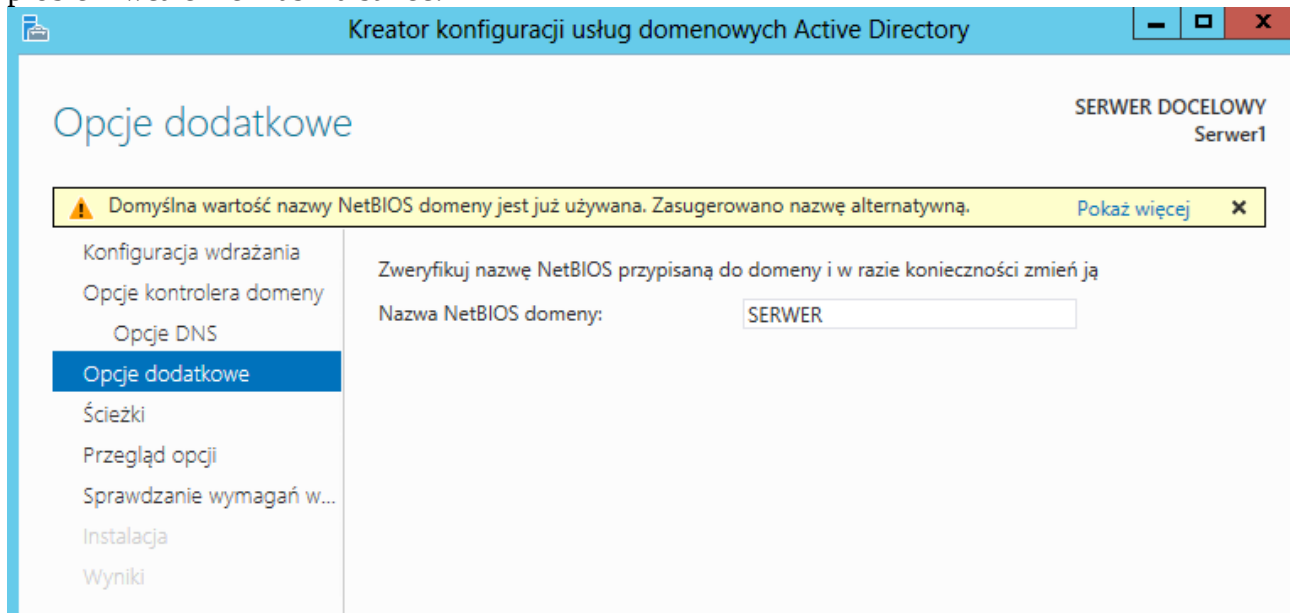 Kreator konfiguracji usług domenowych Active Directory
Opcje dodatkowe
SERWER DOCELOWY
Serwer1
Domyślna wartość nazwy NetBIOS domeny jest już używana. Zasugerowano nazwę alternatywną. Pokaż więcej
Konfiguracja wdrażania
Opcje kontrolera domeny
Opcje DNS
Opcje dodatkowe
Ścieżki
Przegląd opcji
Sprawdzanie wymagań w...
Instalacja
Wyniki
Zweryfikuj nazwę NetBIOS przypisaną do domeny i w razie konieczności zmień ją
Nazwa NetBIOS domeny: SERWER